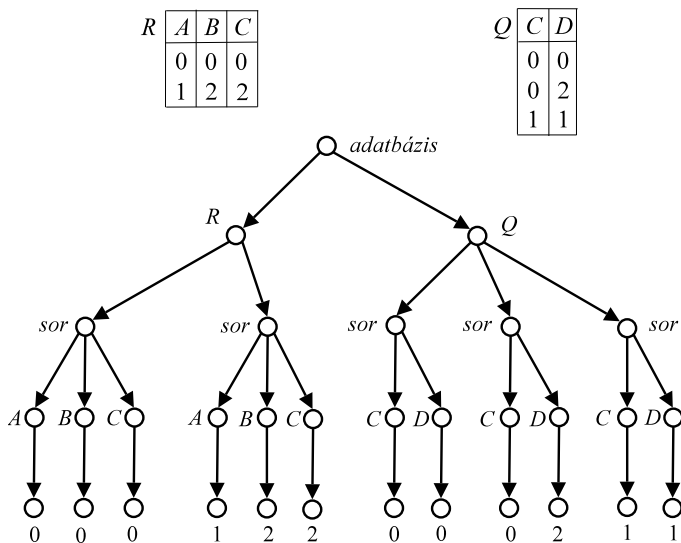 R A B C
0 0 0
1 2 2
Q C D
0 0
0 2
1 1
adatbázis
R Q
sor sor sor sor sor
A B C A B C C D C D C D
0 0 0 1 2 2 0 0 0 2 1 1